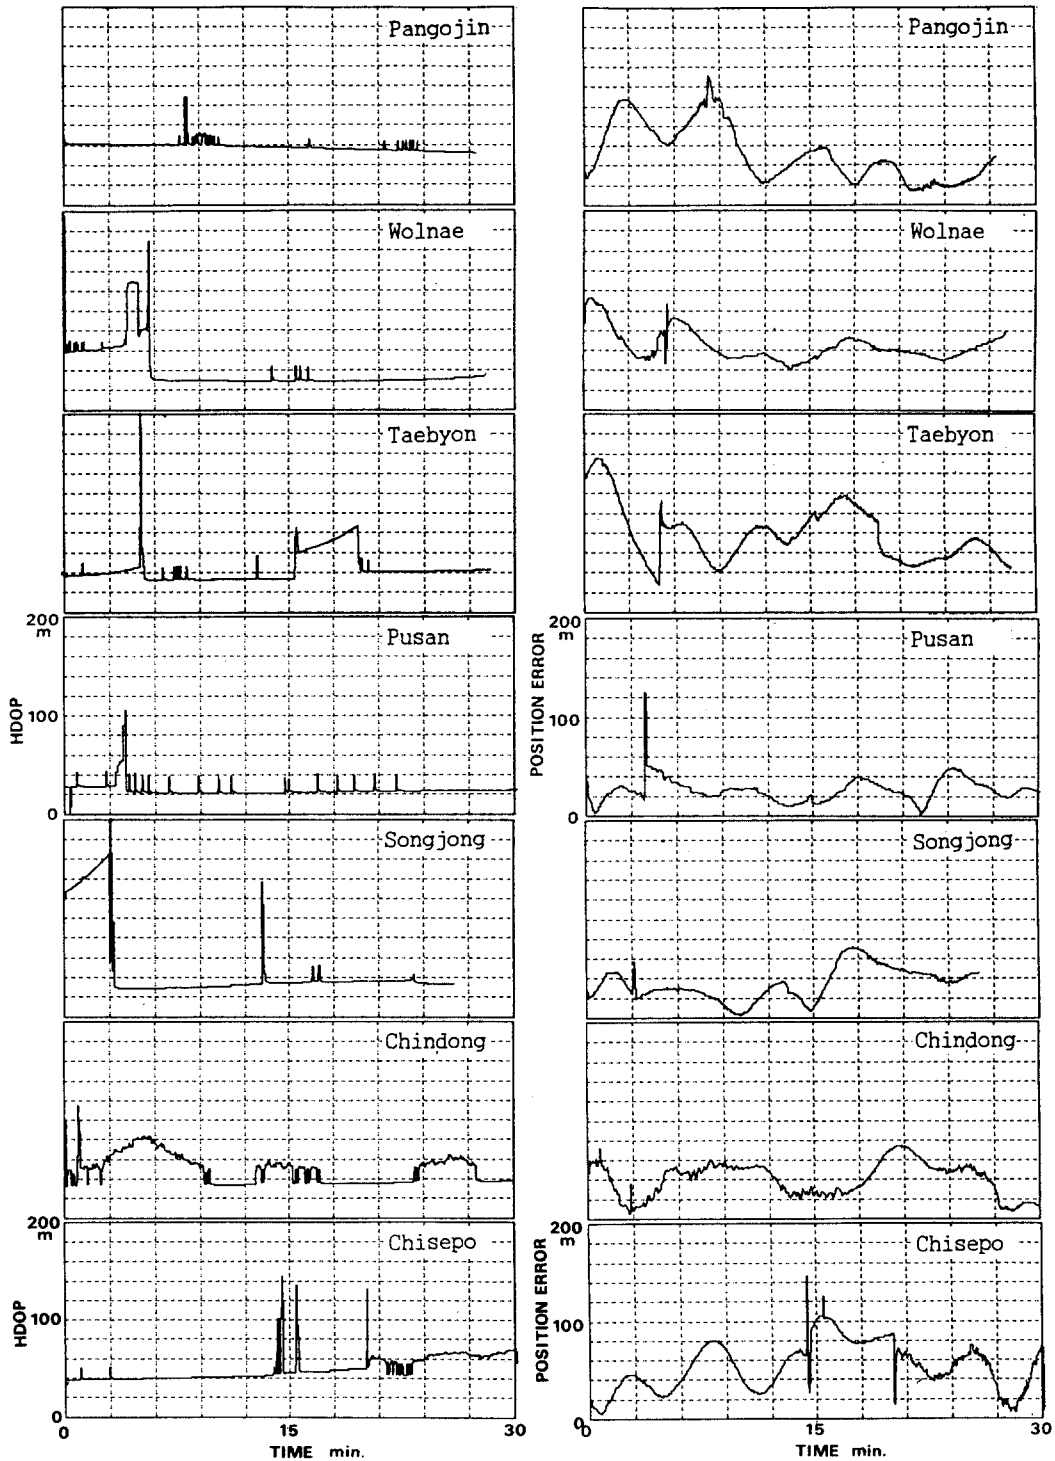 Pangojin
Pangojin
Wolnae
Wolnae
Taebyon
Taebyon
200
m
HDOP
100
0
Pusan
200
m
POSITION ERROR
100
0
Pusan
Songjong
Songjong
Chindong
Chindong
200
m
HDOP
100
0
Chisepo
200
m
POSITION ERROR
100
0
Chisepo
0 15 30
TIME min.
0 15 30
TIME min.